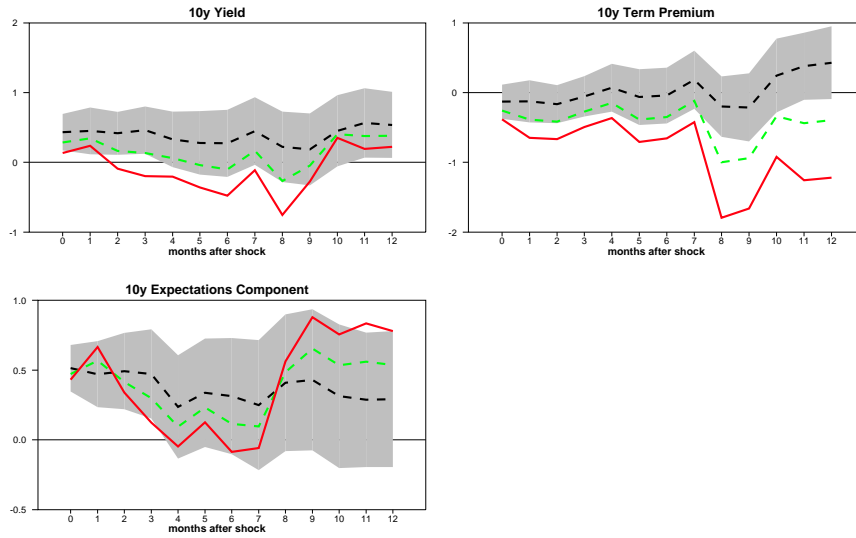 10y Yield
2
1
0
-1
0 1 2 3 4 5 6 7 8 9 10 11 12
months after shock
10y Term Premium
1
0
-1
-2
0 1 2 3 4 5 6 7 8 9 10 11 12
months after shock
10y Expectations Component
1.0
0.5
0.0
-0.5
0 1 2 3 4 5 6 7 8 9 10 11 12
months after shock